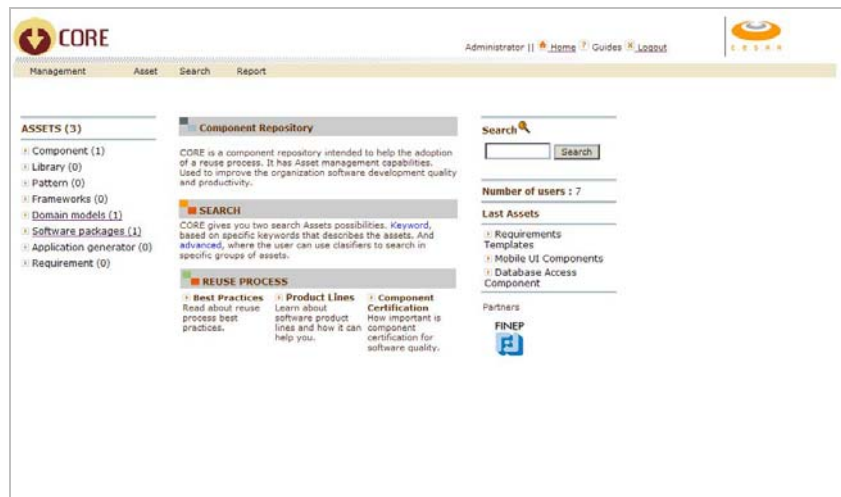 CORE
Administrator || Home ? Guides Logout
C E S A R
Management Asset Search Report
ASSETS (3)
Component (1)
Library (0)
Pattern (0)
Frameworks (0)
Domain models (1)
Software packages (1)
Application generator (0)
Requirement (0)
Component Repository
CORE is a component repository intended to help the adoption
of a reuse process. It has Asset management capabilities.
Used to improve the organization software development quality
and productivity.
SEARCH
CORE gives you two search Assets possibilities. Keyword,
based on specific keywords that describes the assets. And
advanced, where the user can use clasifiers to search in
specific groups of assets.
REUSE PROCESS
Best Practices
Read about reuse
process best
practices.
Product Lines
Learn about
software product
lines and how it can
help you.
Component
Certification
How important is
component
certification for
software quality.
Search
Search
Number of users : 7
Last Assets
Requirements
Templates
Mobile UI Components
Database Access
Component
Partners
FINEP